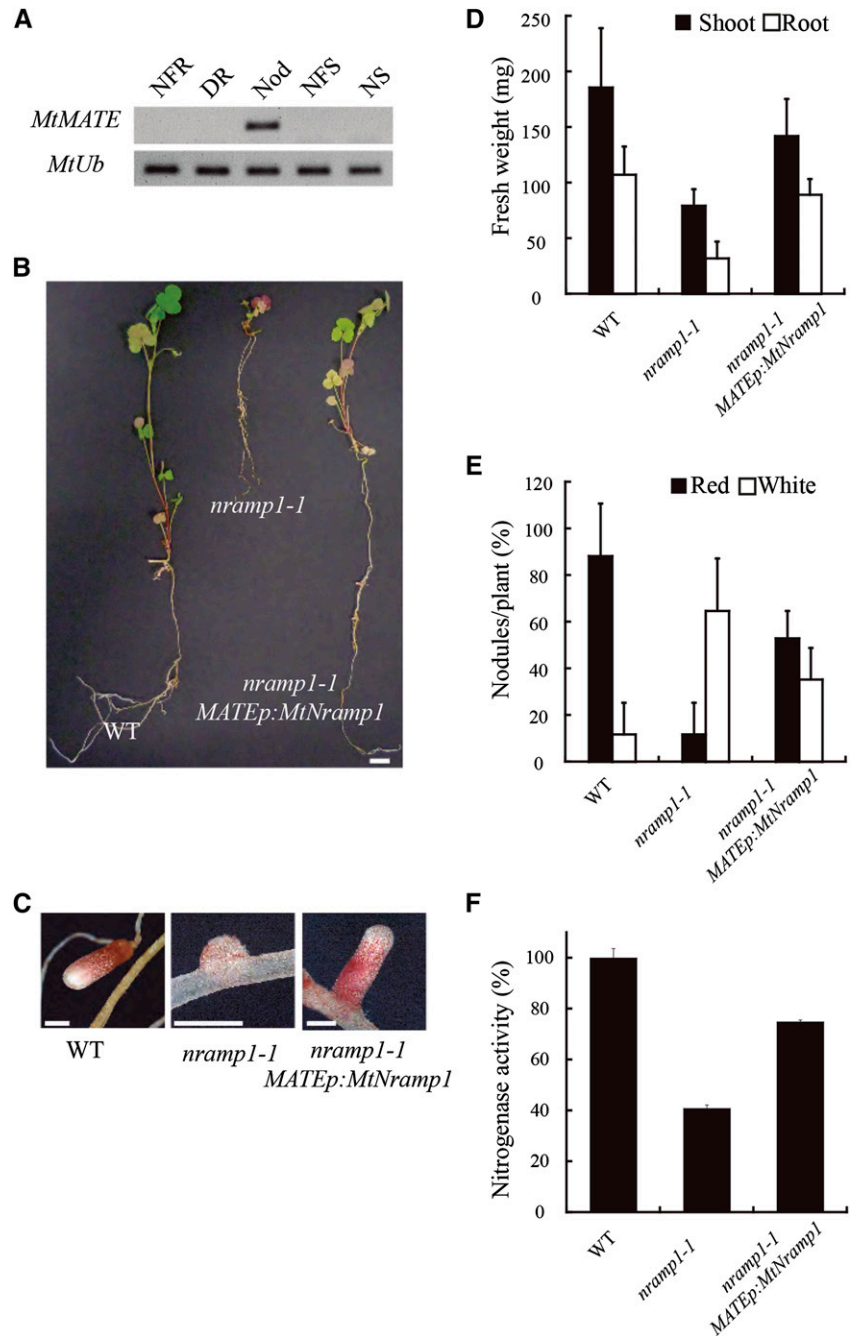 A
NFR DR Nod NFS NS
MtMATE
MtUb
B
nramp1-1
nramp1-1
MATEp:MtNramp1
WT
C
WT
nramp1-1
nramp1-1
MATEp:MtNramp1
D
Shoot Root
Fresh weight (mg)
250
200
150
100
50
0
WT
nramp1-1
nramp1-1
MATEp:MtNramp1
E
Red White
Nodules/plant (%)
120
100
80
60
40
20
0
WT
nramp1-1
nramp1-1
MATEp:MtNramp1
F
Nitrogenase activity (%)
100
80
60
40
20
0
WT
nramp1-1
nramp1-1
MATEp:MtNramp1